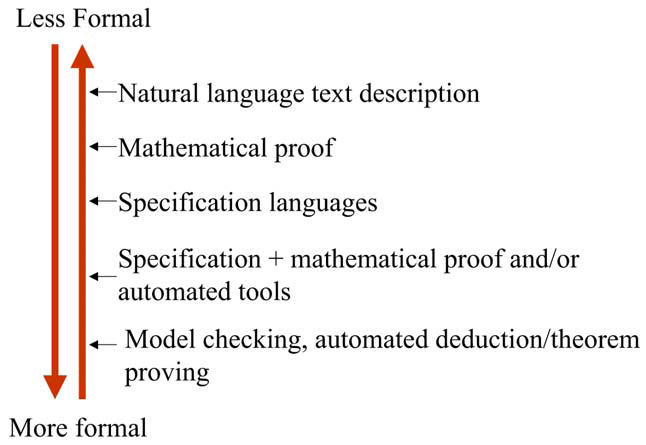 Less Formal
Natural language text description
Mathematical proof
Specification languages
Specification + mathematical proof and/or
automated tools
Model checking, automated deduction/theorem
proving
More formal